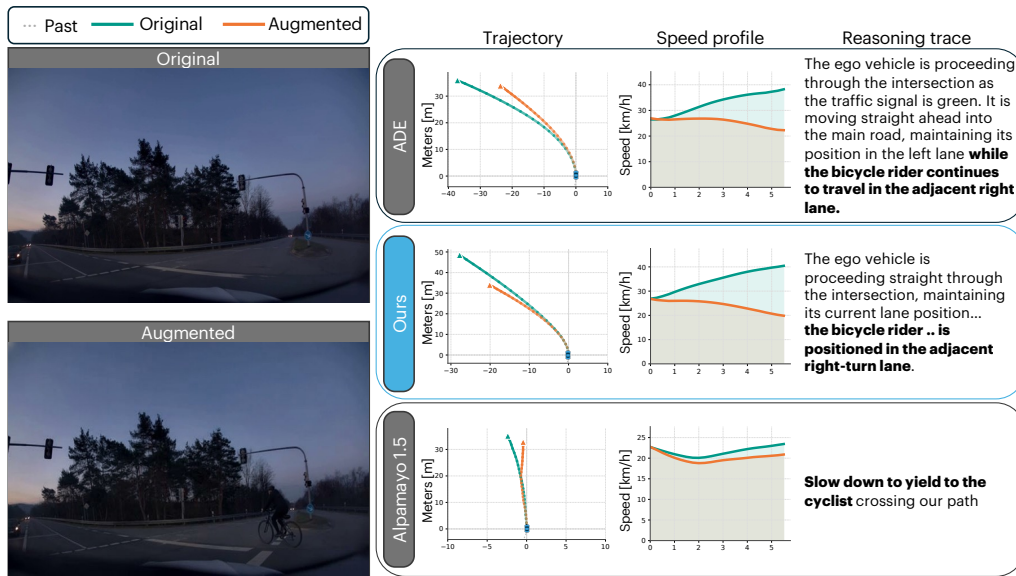 Past Original Augmented
Original
Augmented
Trajectory Speed profile Reasoning trace
ADE
Meters [m]
30
20
10
0
−40 −30 −20 −10 0 10
Speed [km/h]
40
30
20
10
0
0 1 2 3 4 5
The ego vehicle is proceeding
through the intersection as
the traffic signal is green. It is
moving straight ahead into
the main road, maintaining its
position in the left lane while
the bicycle rider continues
to travel in the adjacent right
lane.
Ours
Meters [m]
50
40
30
20
10
0
−30 −20 −10 0 10
Speed [km/h]
40
30
20
10
0
0 1 2 3 4 5
The ego vehicle is
proceeding straight through
the intersection, maintaining
its current lane position...
the bicycle rider .. is
positioned in the adjacent
right-turn lane.
Alpamayo 1.5
Meters [m]
30
20
10
0
−10 −5 0 5 10
Speed [km/h]
25
20
15
10
5
0
0 1 2 3 4 5
Slow down to yield to the
cyclist crossing our path